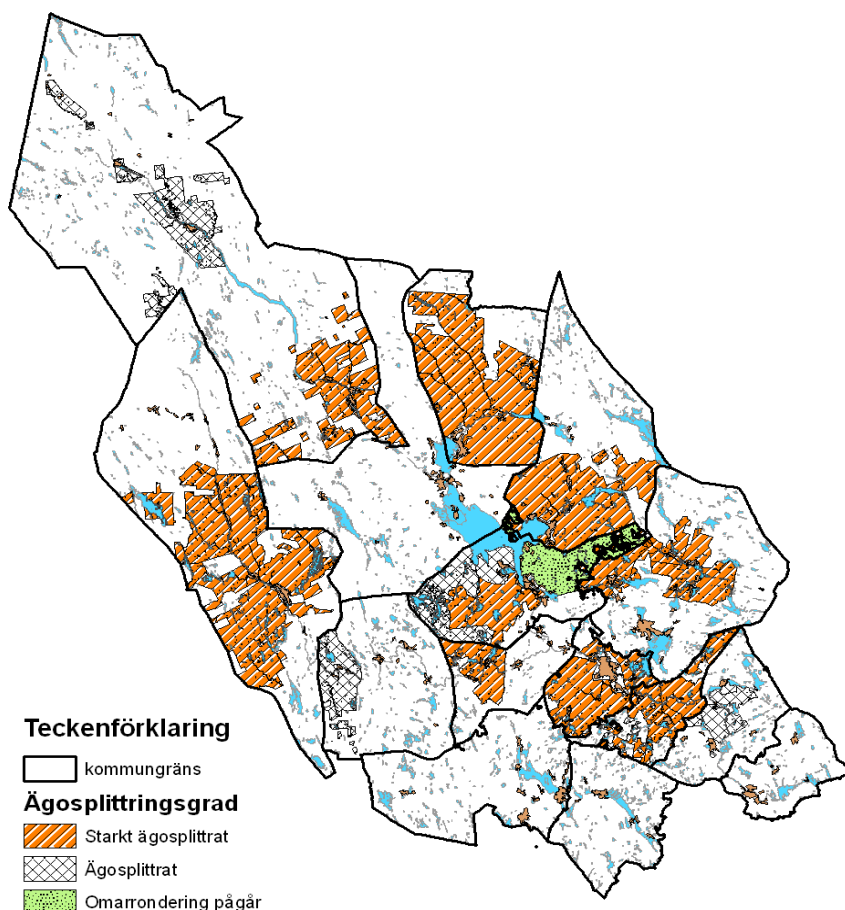 Teckenförklaring
kommungräns
Ägosplittringsgrad
Starkt ägosplittrat
Ägosplittrat
Omarrondering pågår